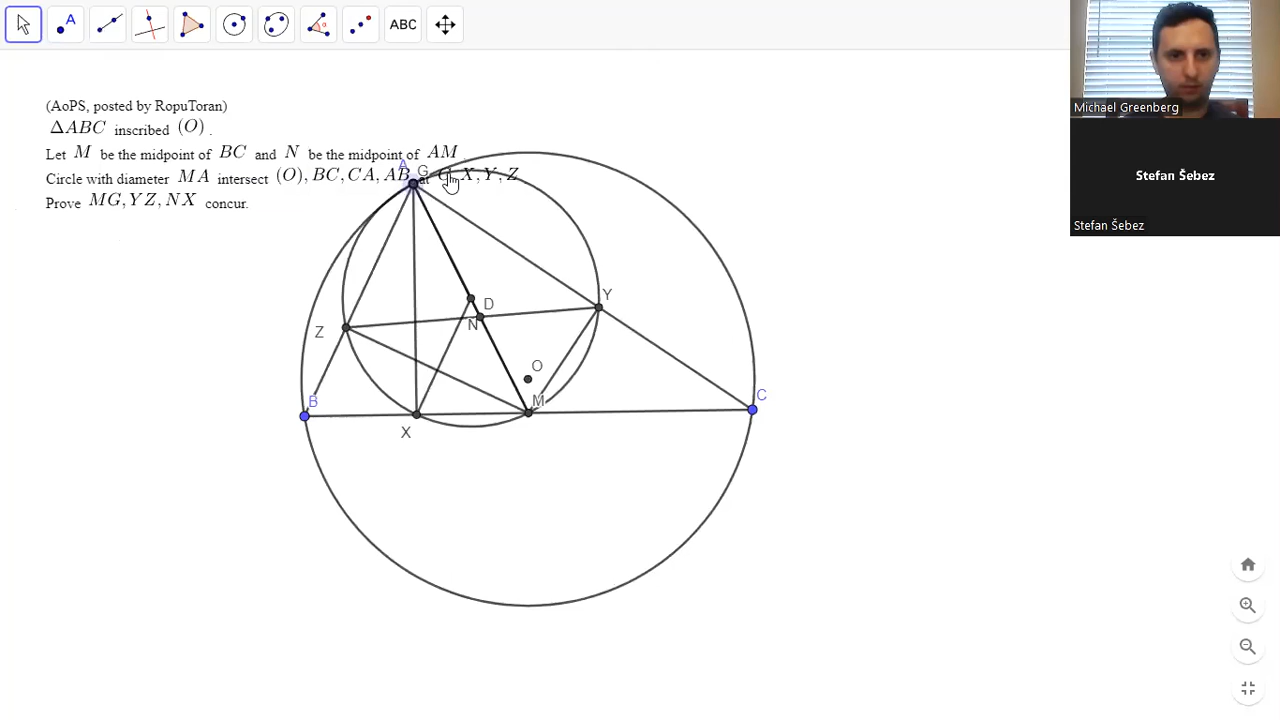 ABC
(AoPS, posted by RopuToran)
ΔABC inscribed (O) .
Let M be the midpoint of BC and N be the midpoint of AM
Circle with diameter MA intersect (O), BC, CA, AB at G, X, Y, Z .
Prove MG, YZ, NX concur.
A
G
D
N
Y
Z
O
B
M
C
X
Michael Greenberg
Stefan Šebez
Stefan Šebez